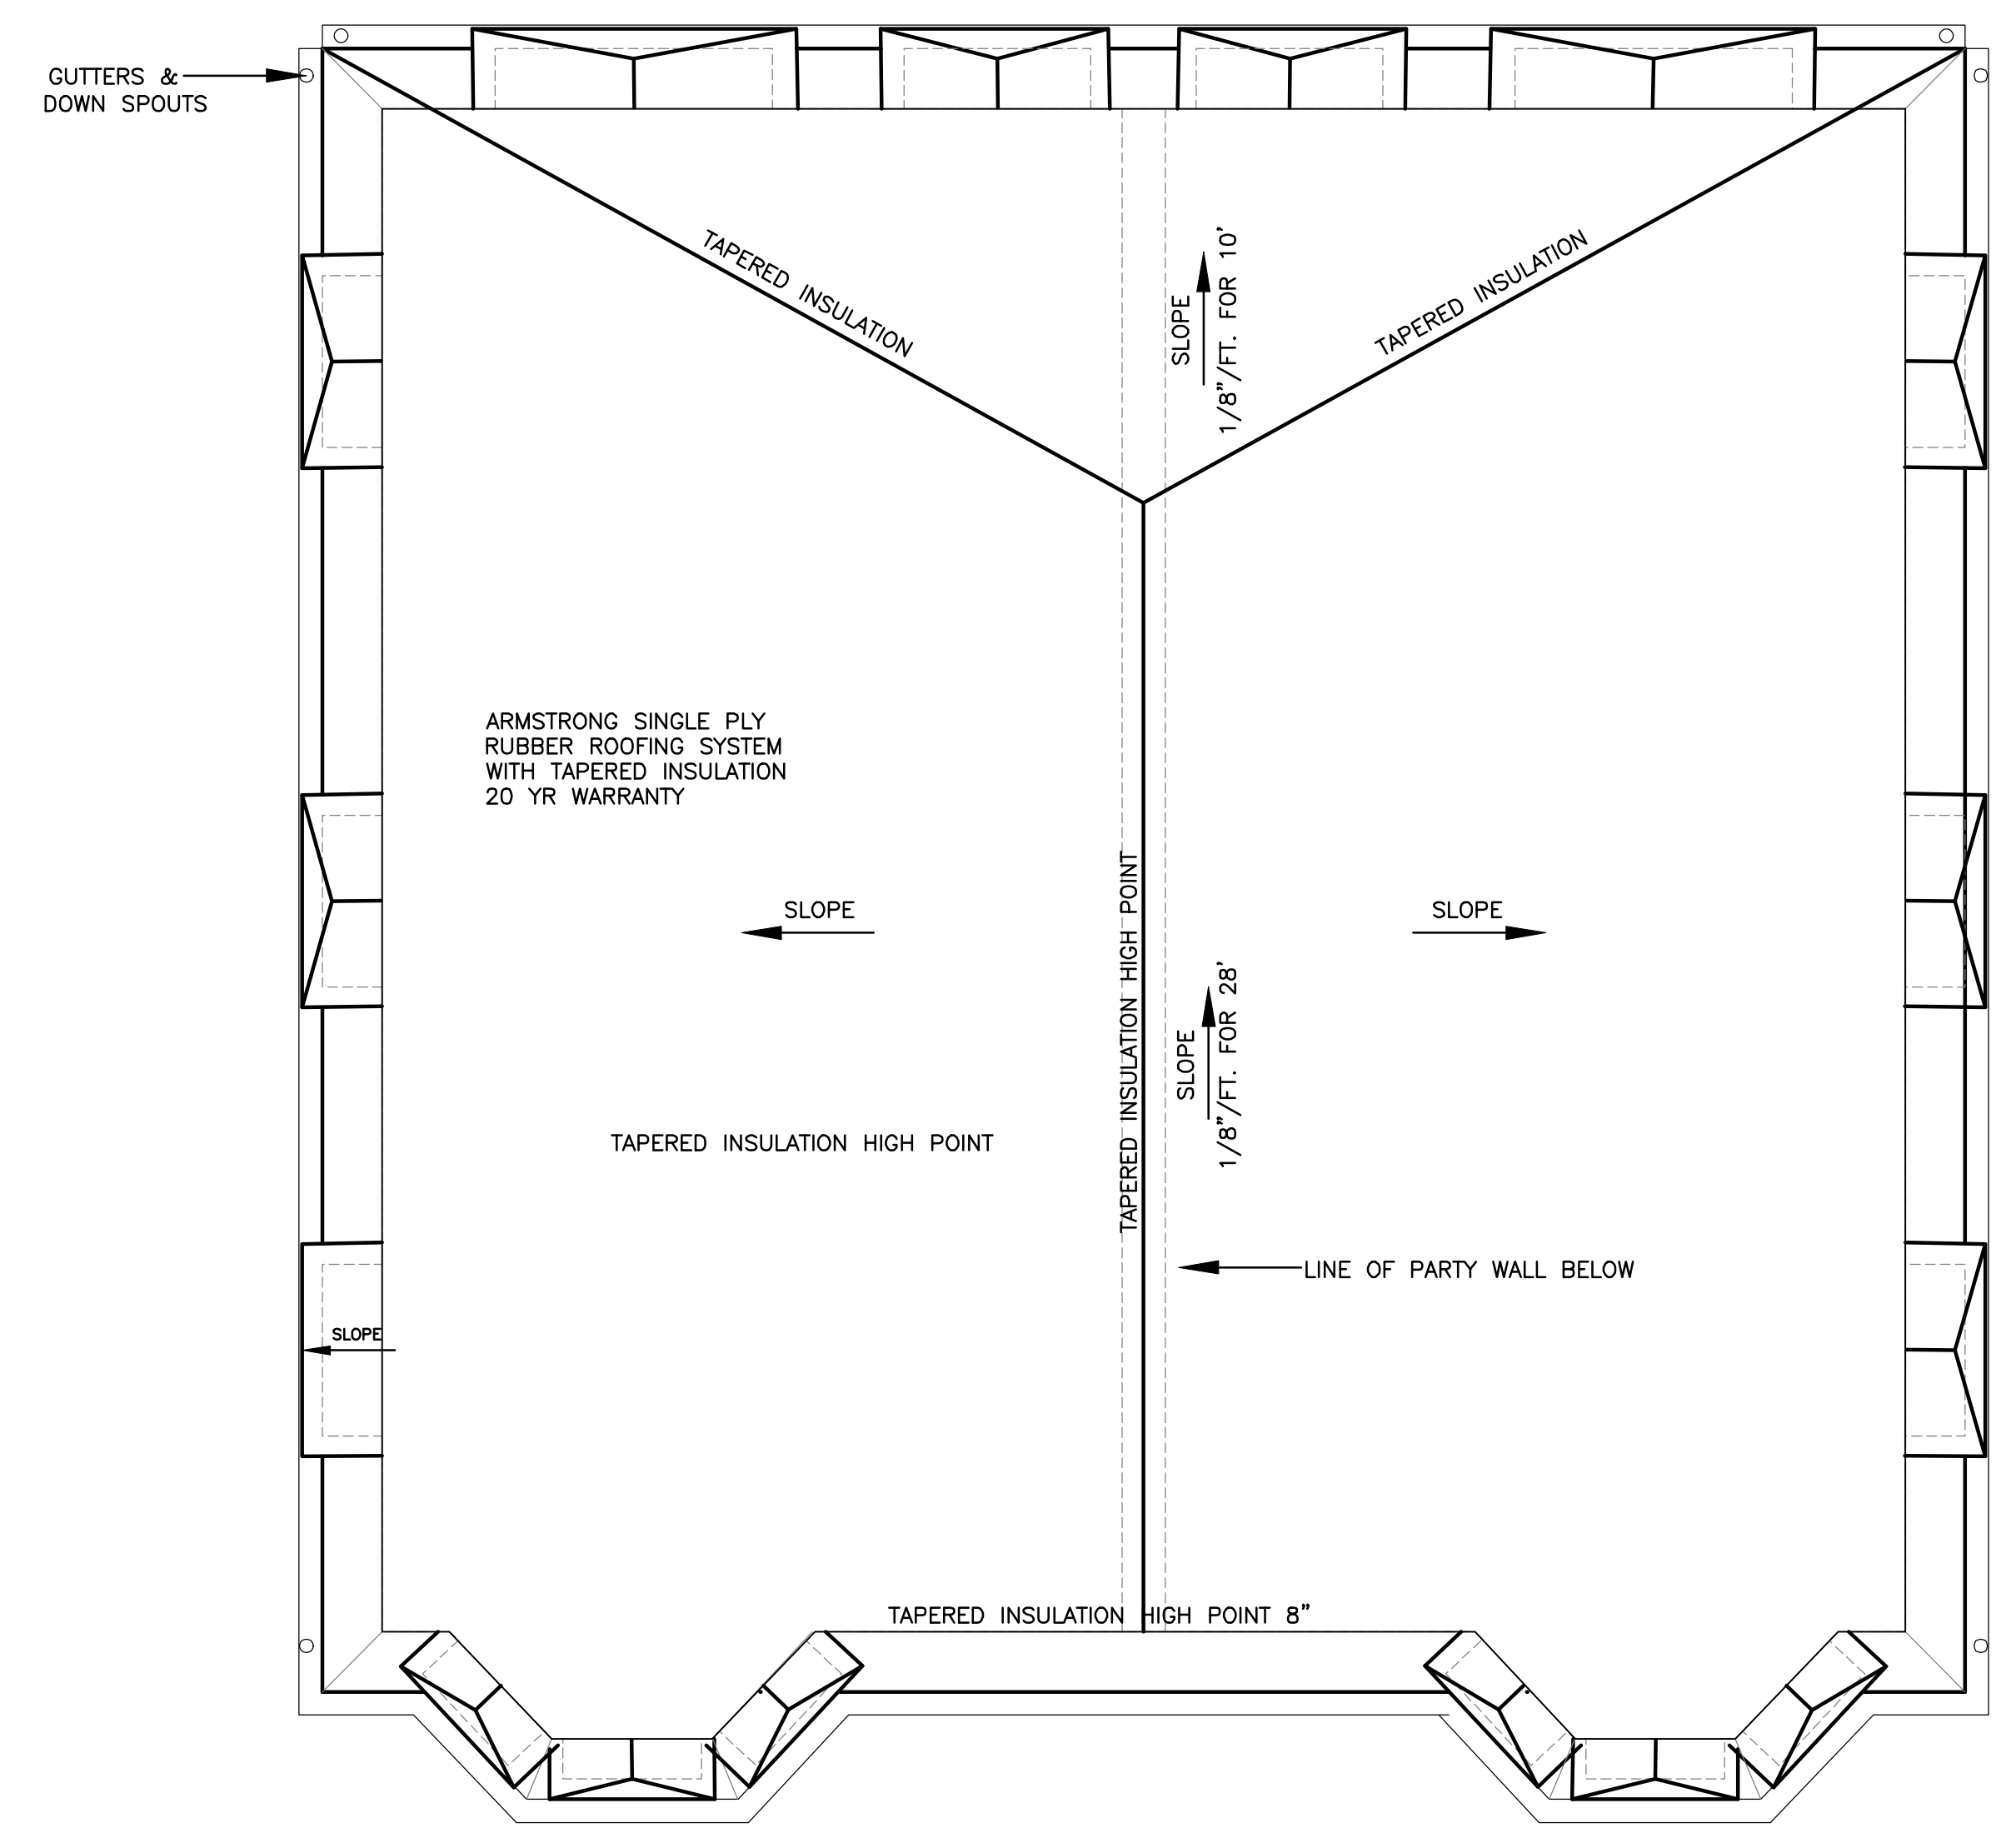 GUTTERS &
DOWN SPOUTS
TAPERED INSULATION
SLOPE
1/8"/FT. FOR 10'
TAPERED INSULATION
ARMSTRONG SINGLE PLY
RUBBER ROOFING SYSTEM
WITH TAPERED INSULATION
20 YR WARRANTY
SLOPE
TAPERED INSULATION HIGH POINT
SLOPE
SLOPE
1/8"/FT. FOR 28'
TAPERED INSULATION HIGH POINT
LINE OF PARTY WALL BELOW
SLOPE
TAPERED INSULATION HIGH POINT 8"